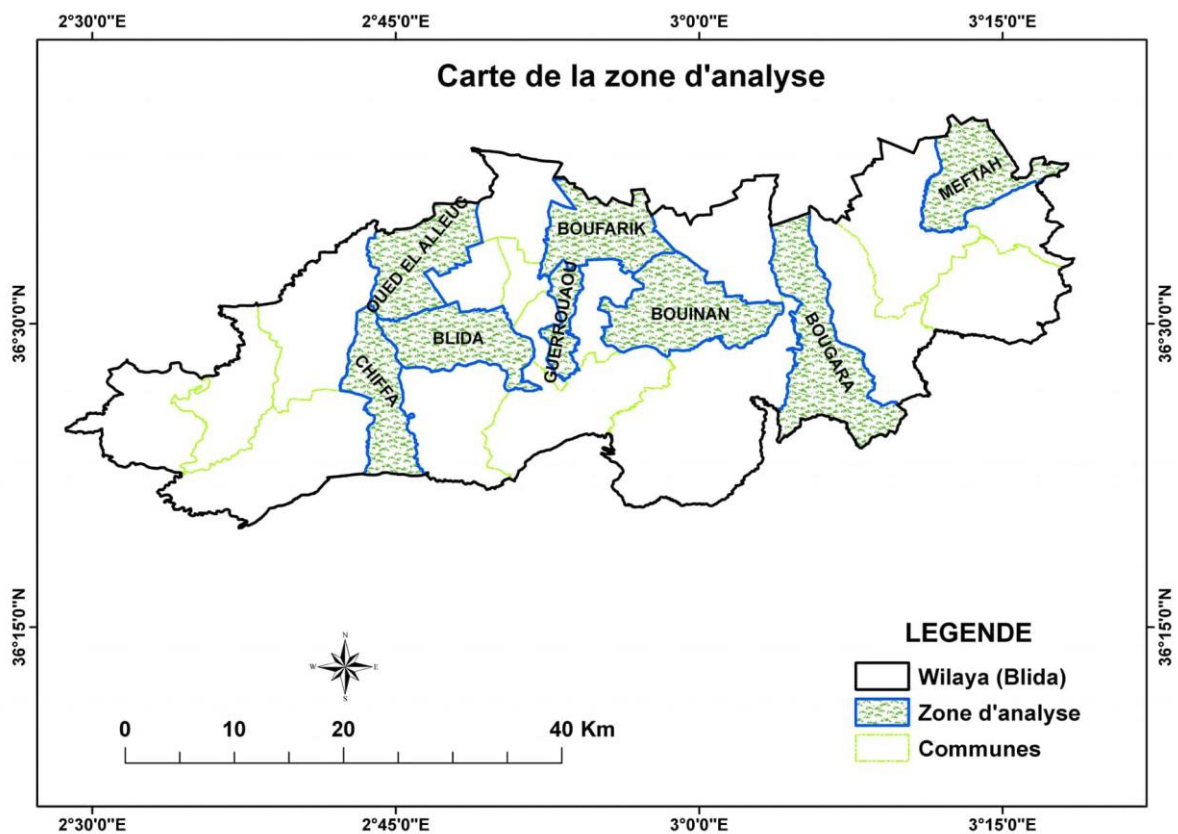 2°30'0"E 2°45'0"E 3°0'0"E 3°15'0"E
Carte de la zone d'analyse
MEFTAH
OUED EL ALLEUG
BOUFARIK
36°30'0"N 36°30'0"N
BLIDA
GUERROUAOU
BOUINAN
BOUGARA
CHIFFA
36°15'0"N 36°15'0"N
LEGENDE
N
W E
S
Wilaya (Blida)
Zone d'analyse
Communes
0 10 20 40 Km
2°30'0"E 2°45'0"E 3°0'0"E 3°15'0"E